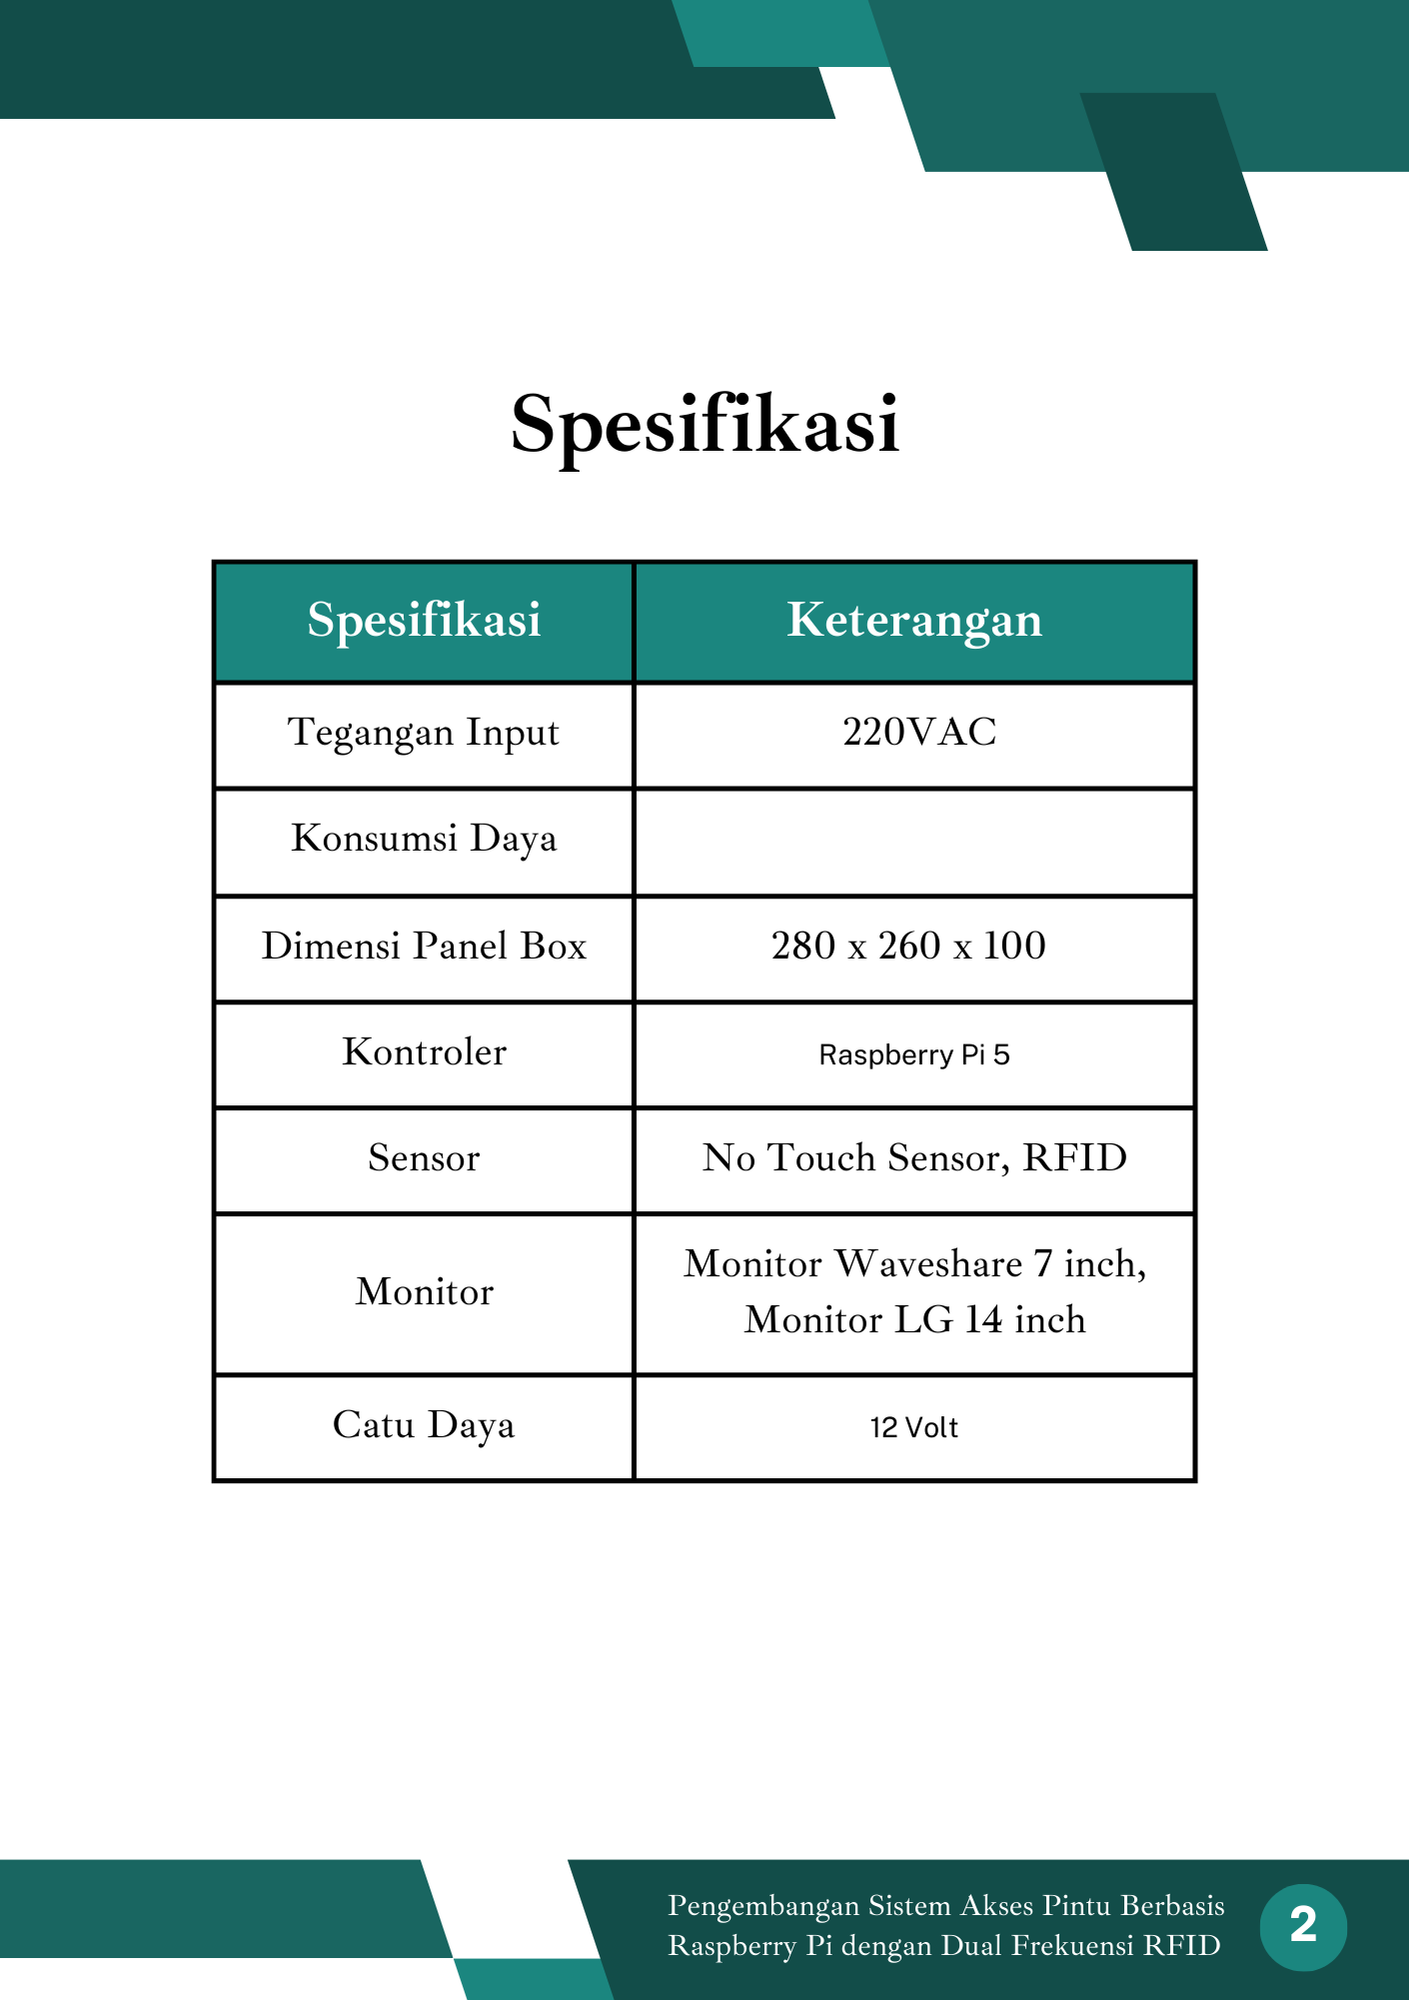 Spesifikasi
Spesifikasi
Keterangan
Tegangan Input
220VAC
Konsumsi Daya
Dimensi Panel Box
280 x 260 x 100
Kontroler
Raspberry Pi 5
Sensor
No Touch Sensor, RFID
Monitor
Monitor Waveshare 7 inch,
Monitor LG 14 inch
Catu Daya
12 Volt
Pengembangan Sistem Akses Pintu Berbasis
Raspberry Pi dengan Dual Frekuensi RFID
2